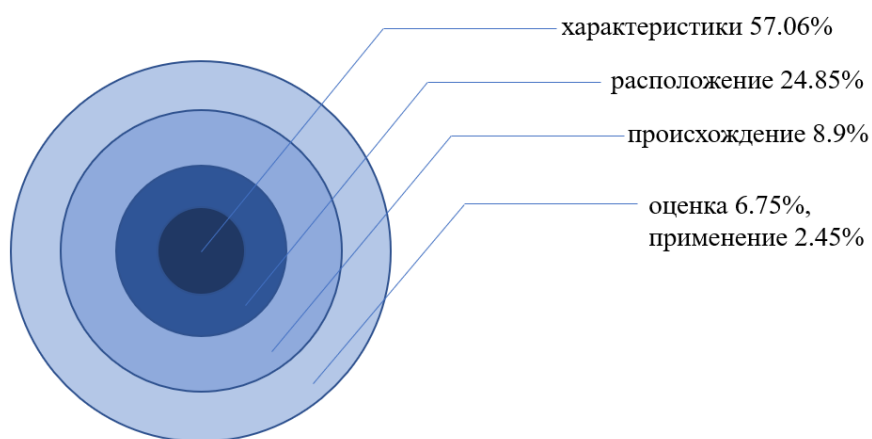 характеристики 57.06%
расположение 24.85%
происхождение 8.9%
оценка 6.75%,
применение 2.45%